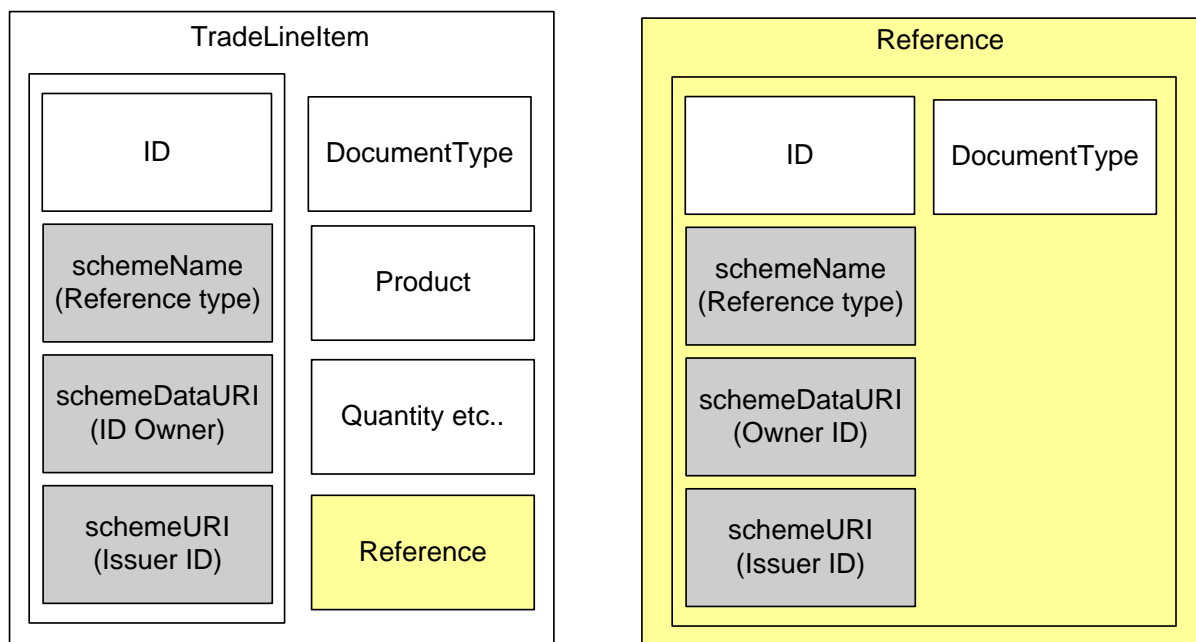 TradeLineItem
ID
DocumentType
schemeName
(Reference type)
Product
schemeDataURI
(ID Owner)
Quantity etc..
schemeURI
(Issuer ID)
Reference
Reference
ID
DocumentType
schemeName
(Reference type)
schemeDataURI
(Owner ID)
schemeURI
(Issuer ID)